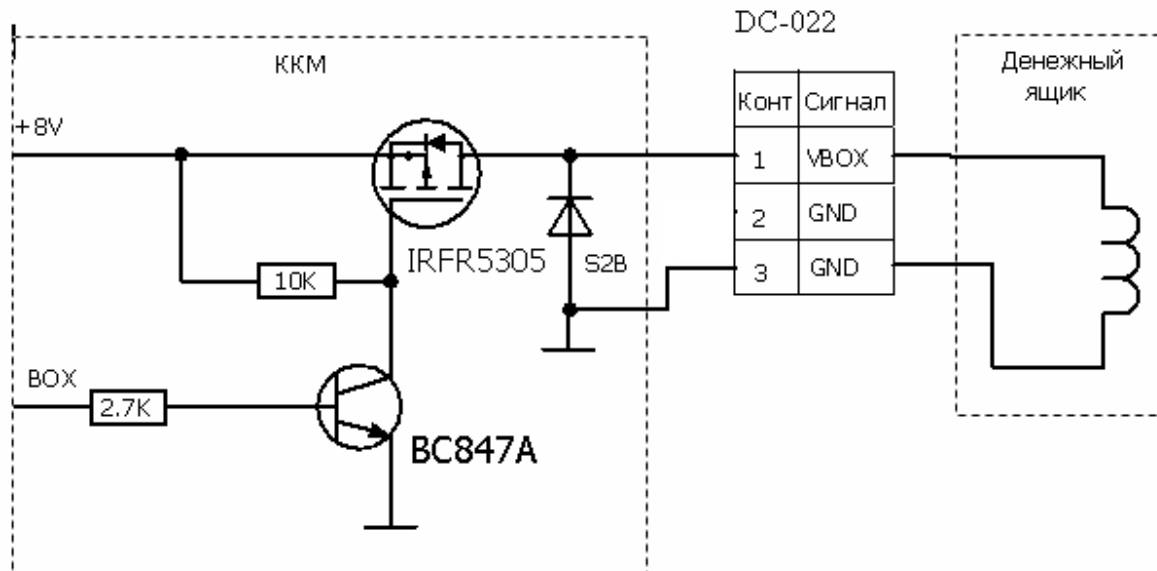 DC-022
ККМ
Денежный
ящик
Конт Сигнал
+8V
1 VBOX
2 GND
IRFR5305
S2B
3 GND
10K
BOX
2.7K
BC847A